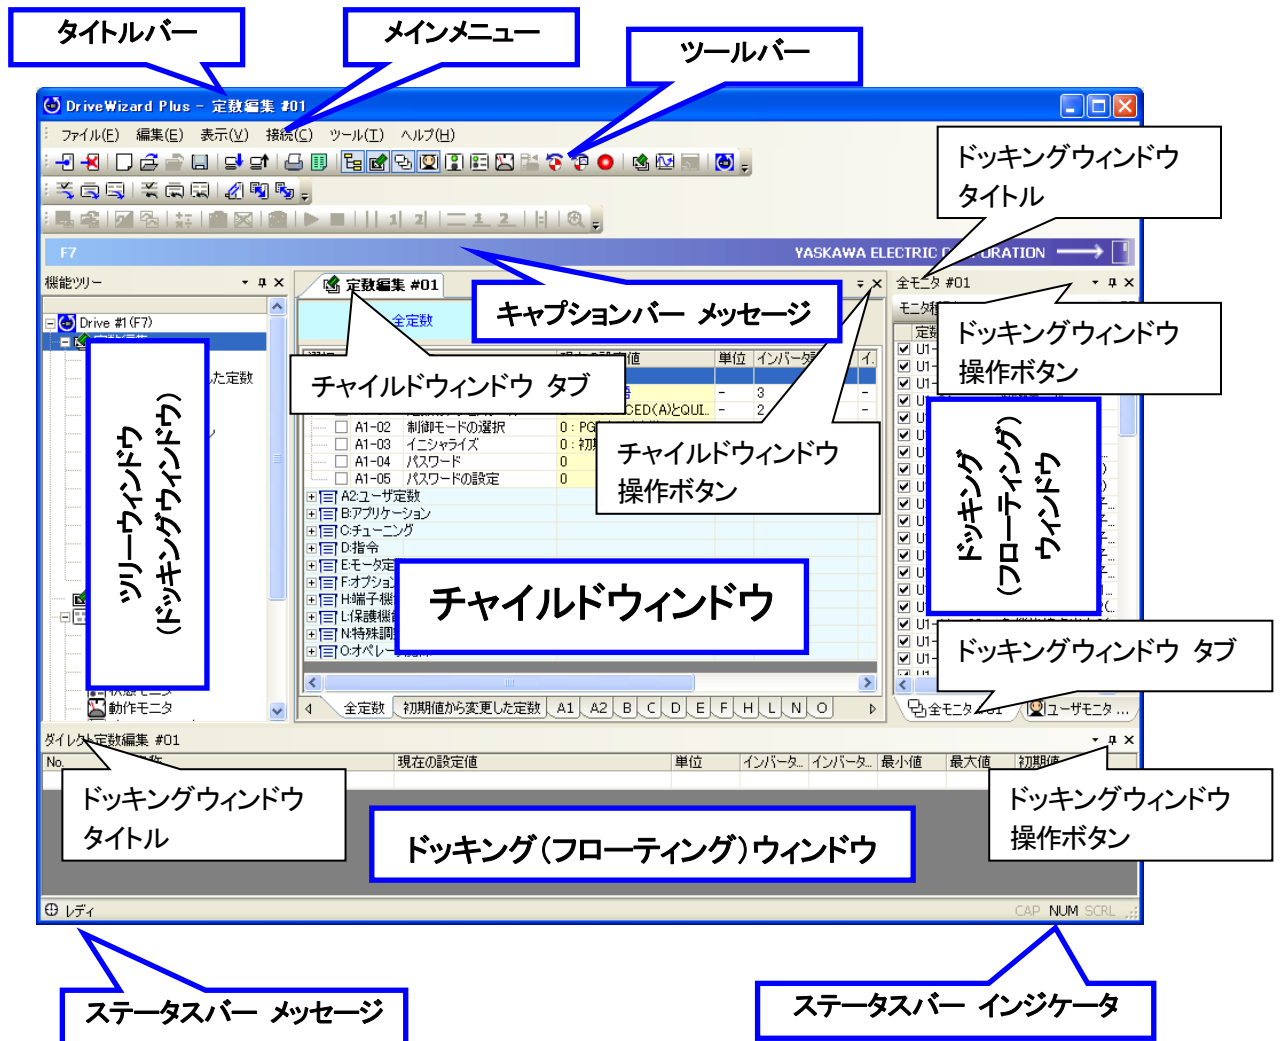 タイトルバー
メインメニュー
ツールバー
DriveWizard Plus - 定数編集 #01
ファイル(F) 編集(E) 表示(V) 接続(C) ツール(T) ヘルプ(H)
ドッキングウィンドウ
タイトル
F7
YASKAWA ELECTRIC CORPORATION
機能ツリー
定数編集 #01
全モニタ #01
キャプションバー メッセージ
Drive #1(F7)
全定数
ドッキングウィンドウ
操作ボタン
チャイルドウィンドウ タブ
単位
た定数
ツリーウィンドウ
(ドッキングウィンドウ)
A1-02 制御モードの選択
A1-03 イニシャライズ
A1-04 パスワード 0
A1-05 パスワードの設定 0
チャイルドウィンドウ
操作ボタン
ドッキング
(フローティング)
ウィンドウ
A2:ユーザ定数
B:アプリケーション
C:チューニング
D:指令
チャイルドウィンドウ
ドッキングウィンドウ タブ
動作モニタ
全定数 初期値から変更した定数 A1 A2 B C D E F H L N O
ユーザモニタ ...
ダイレクト定数編集 #01
No.
現在の設定値 単位 インバータ... インバータ... 最小値 最大値 初期値
ドッキングウィンドウ
タイトル
ドッキング(フローティング)ウィンドウ
ドッキングウィンドウ
操作ボタン
レディ
CAP NUM SCRL
ステータスバー メッセージ
ステータスバー インジケータ